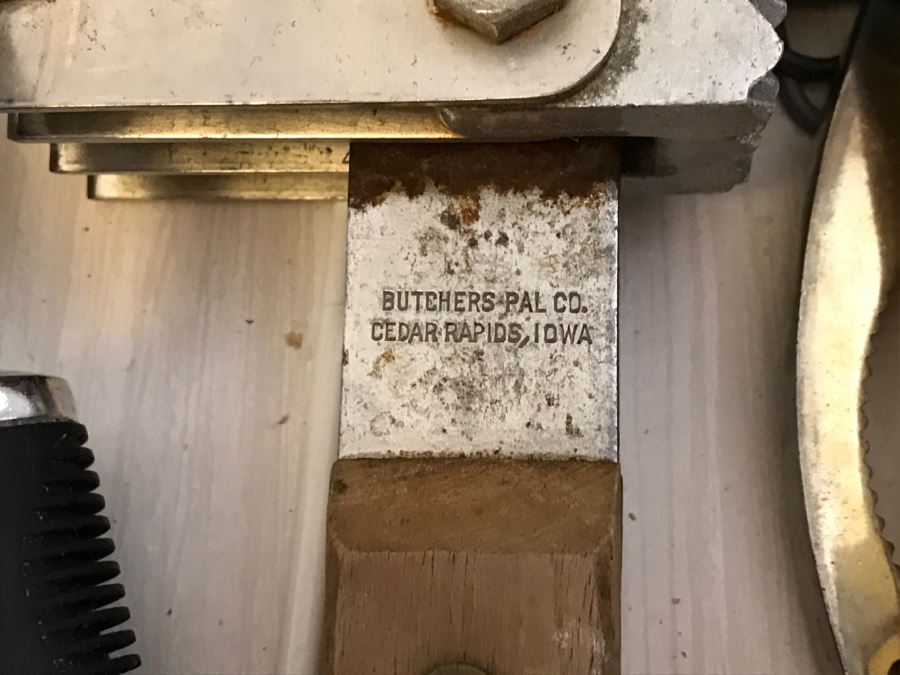 BUTCHERS PAL CO.
CEDAR RAPIDS, IOWA